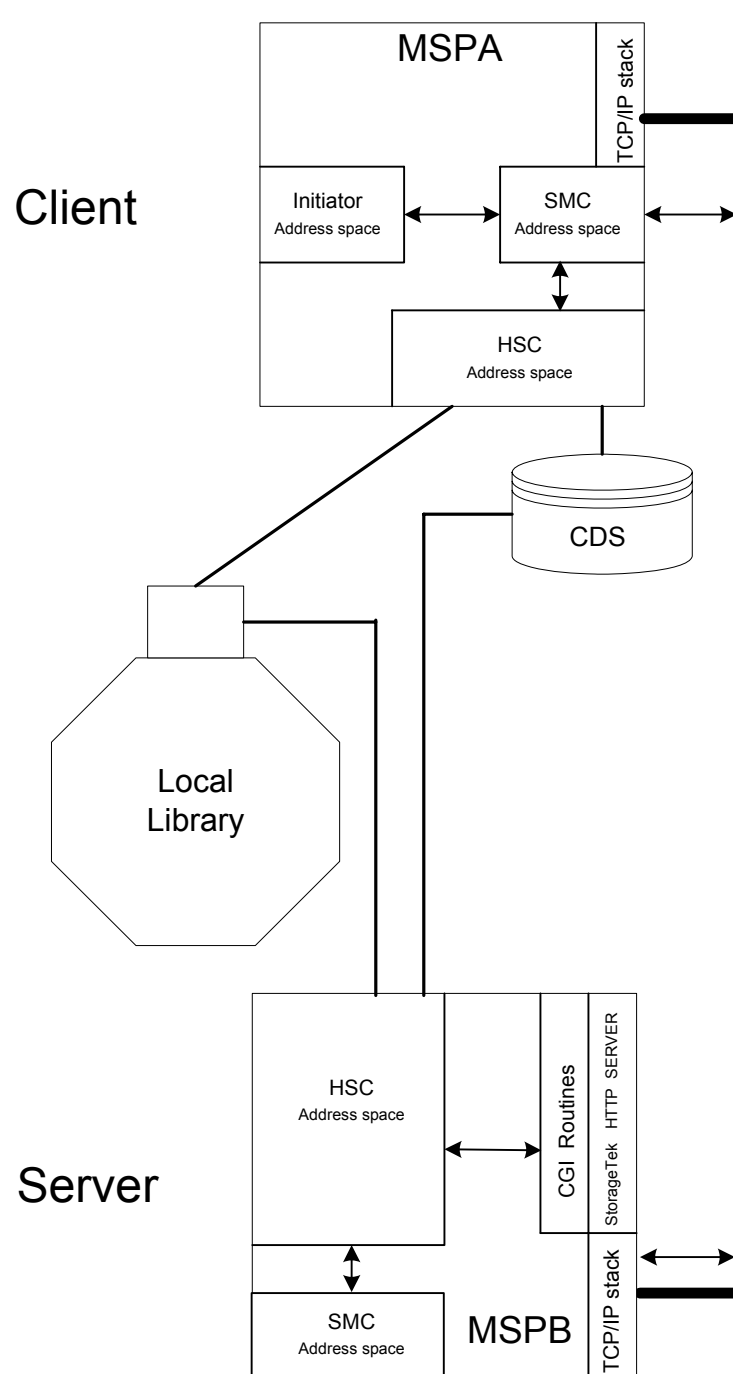 MSPA
TCP/IP stack
Client
Initiator
Address space
SMC
Address space
HSC
Address space
CDS
Local
Library
HSC
Address space
CGI Routines
StorageTek HTTP SERVER
Server
SMC
Address space
MSPB
TCP/IP stack